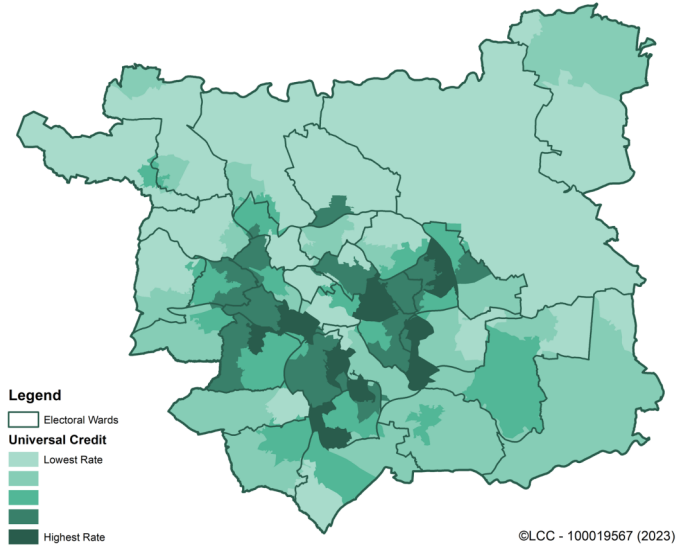 Legend
Electoral Wards
Universal Credit
Lowest Rate
Highest Rate
©LCC - 100019567 (2023)